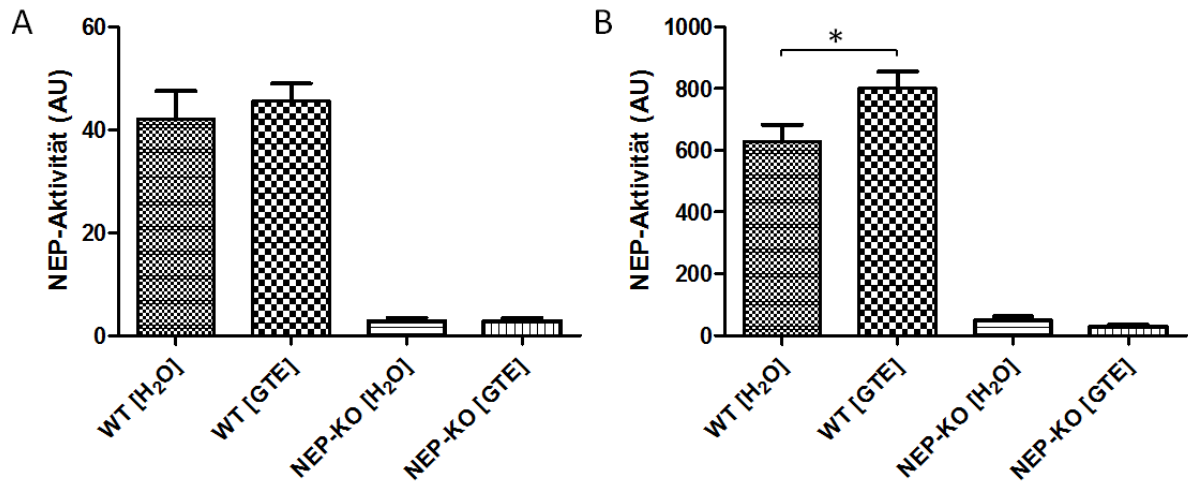 A
NEP-Aktivität (AU)
60
40
20
0
WT [H₂O]
WT [GTE]
NEP-KO [H₂O]
NEP-KO [GTE]
B
NEP-Aktivität (AU)
1000
800
600
400
200
0
*
WT [H₂O]
WT [GTE]
NEP-KO [H₂O]
NEP-KO [GTE]